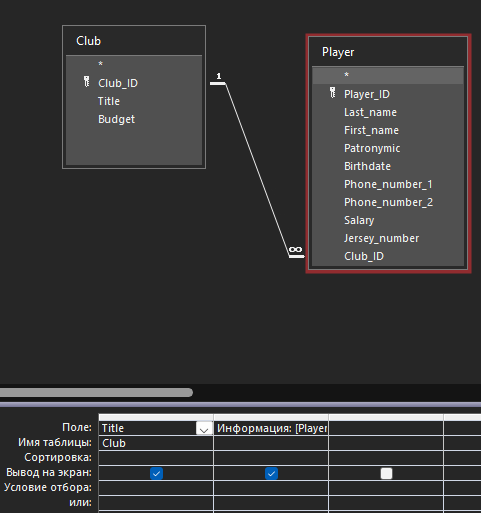 Club
*
Club_ID
Title
Budget
1
∞
Player
*
Player_ID
Last_name
First_name
Patronymic
Birthdate
Phone_number_1
Phone_number_2
Salary
Jersey_number
Club_ID
Поле: Title Информация: [Player
Имя таблицы: Club
Сортировка:
Вывод на экран:
Условие отбора:
или: